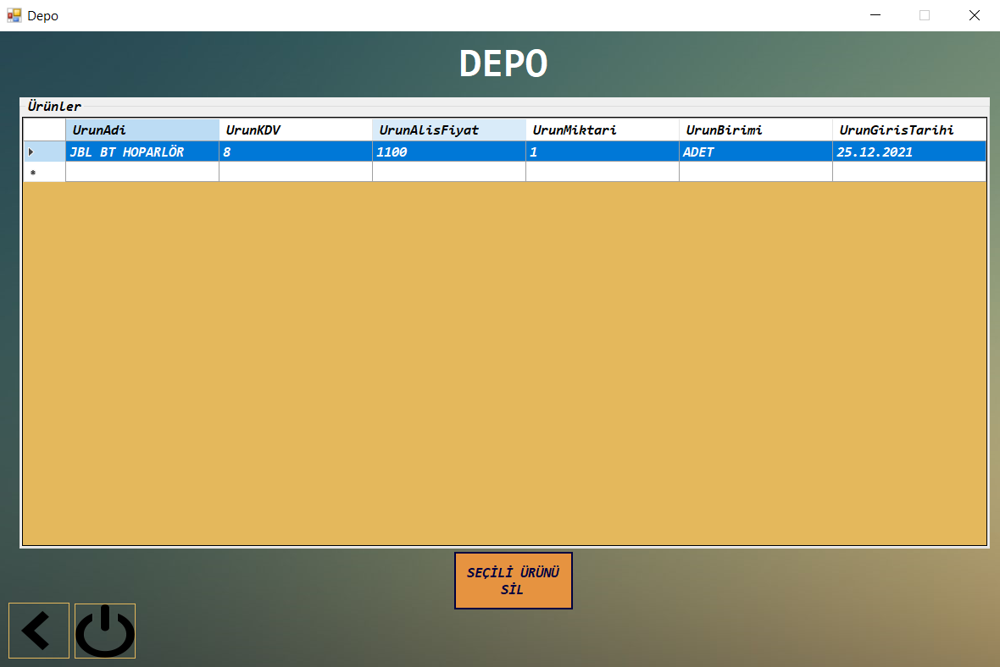 Depo
DEPO
Ürünler
UrunAdi UrunKDV UrunAlisFiyat UrunMiktari UrunBirimi UrunGirisTarihi
JBL BT HOPARLÖR 8 1100 1 ADET 25.12.2021
SEÇİLİ ÜRÜNÜ
SİL